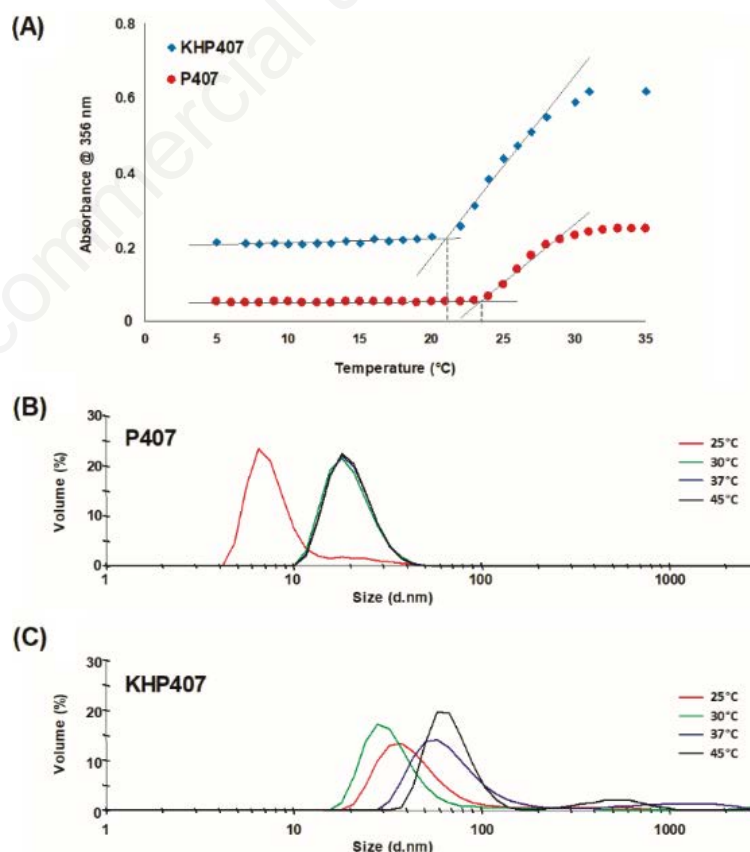 commercial
(A)
KHP407
P407
Absorbance @ 356 nm
0.8
0.6
0.4
0.2
0
0 5 10 15 20 25 30 35
Temperature (°C)
(B)
P407
Volume (%)
30
20
10
0
25°C
30°C
37°C
45°C
1 10 100 1000
Size (d.nm)
(C)
KHP407
Volume (%)
30
20
10
0
25°C
30°C
37°C
45°C
1 10 100 1000
Size (d.nm)